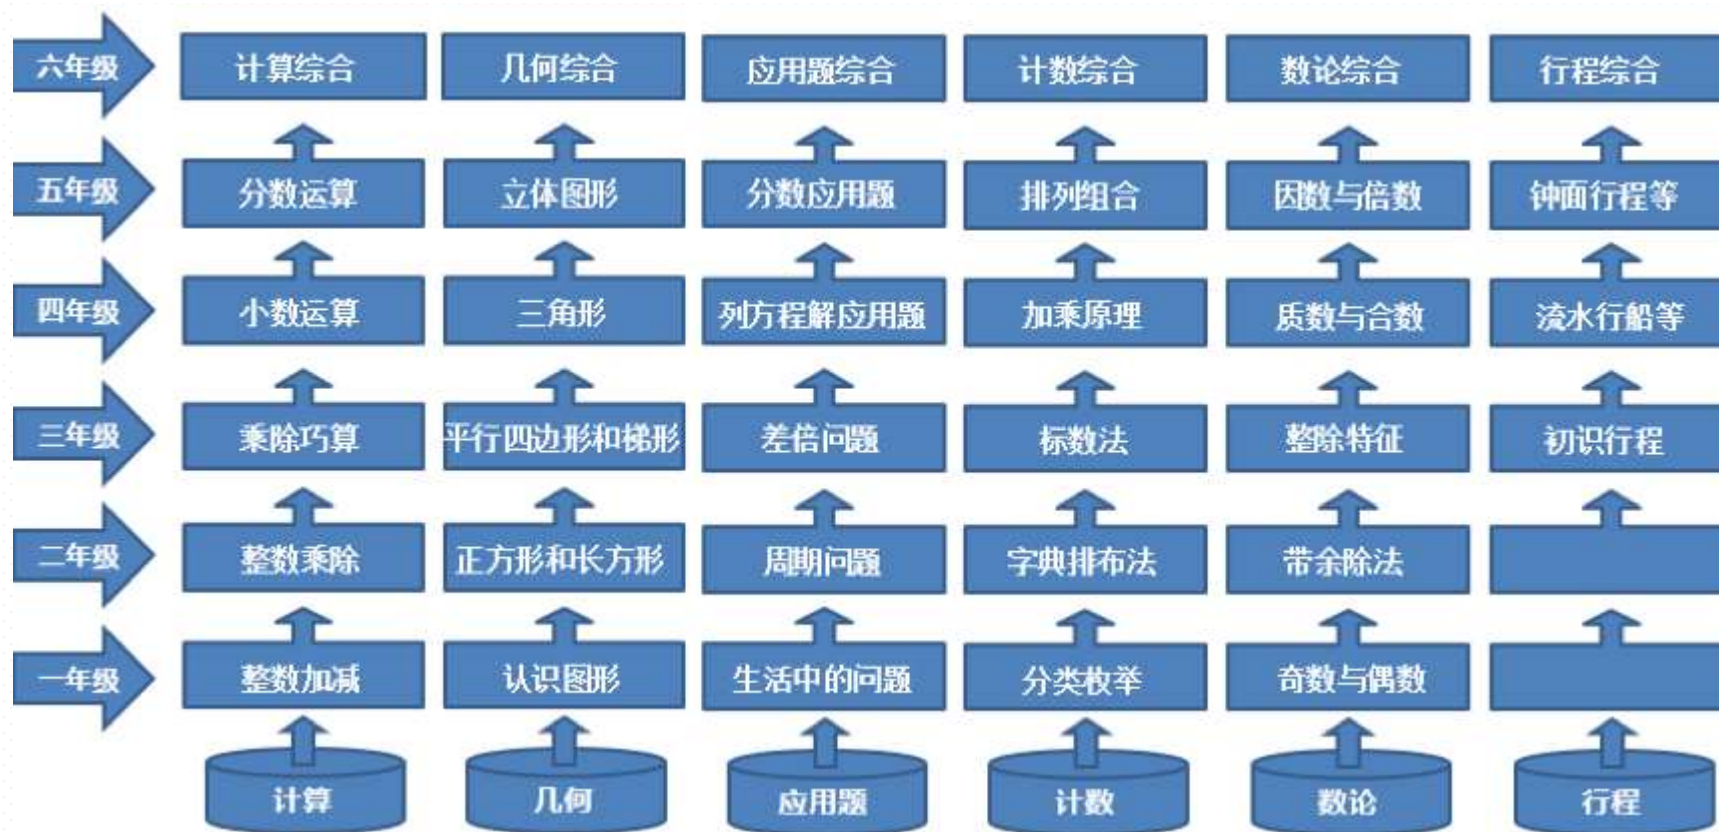 六年级
计算综合
几何综合
应用题综合
计数综合
数论综合
行程综合
五年级
分数运算
立体图形
分数应用题
排列组合
因数与倍数
钟面行程等
四年级
小数运算
三角形
列方程解应用题
加乘原理
质数与合数
流水行船等
三年级
乘除巧算
平行四边形和梯形
差倍问题
标数法
整除特征
初识行程
二年级
整数乘除
正方形和长方形
周期问题
字典排布法
带余除法
一年级
整数加减
认识图形
生活中的问题
分类枚举
奇数与偶数
计算
几何
应用题
计数
数论
行程